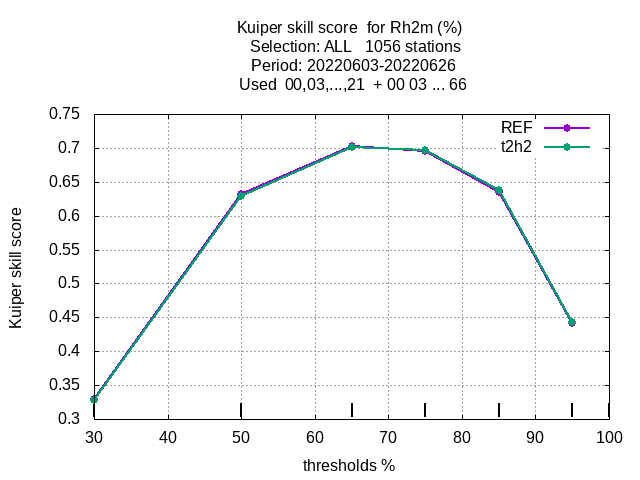 Kuiper skill score  for Rh2m (%)
Selection: ALL   1056 stations
Period: 20220603-20220626
Used  00,03,...,21  + 00 03 ... 66
REF
t2h2
Kuiper skill score
0.75
0.7
0.65
0.6
0.55
0.5
0.45
0.4
0.35
0.3
30 40 50 60 70 80 90 100
thresholds %